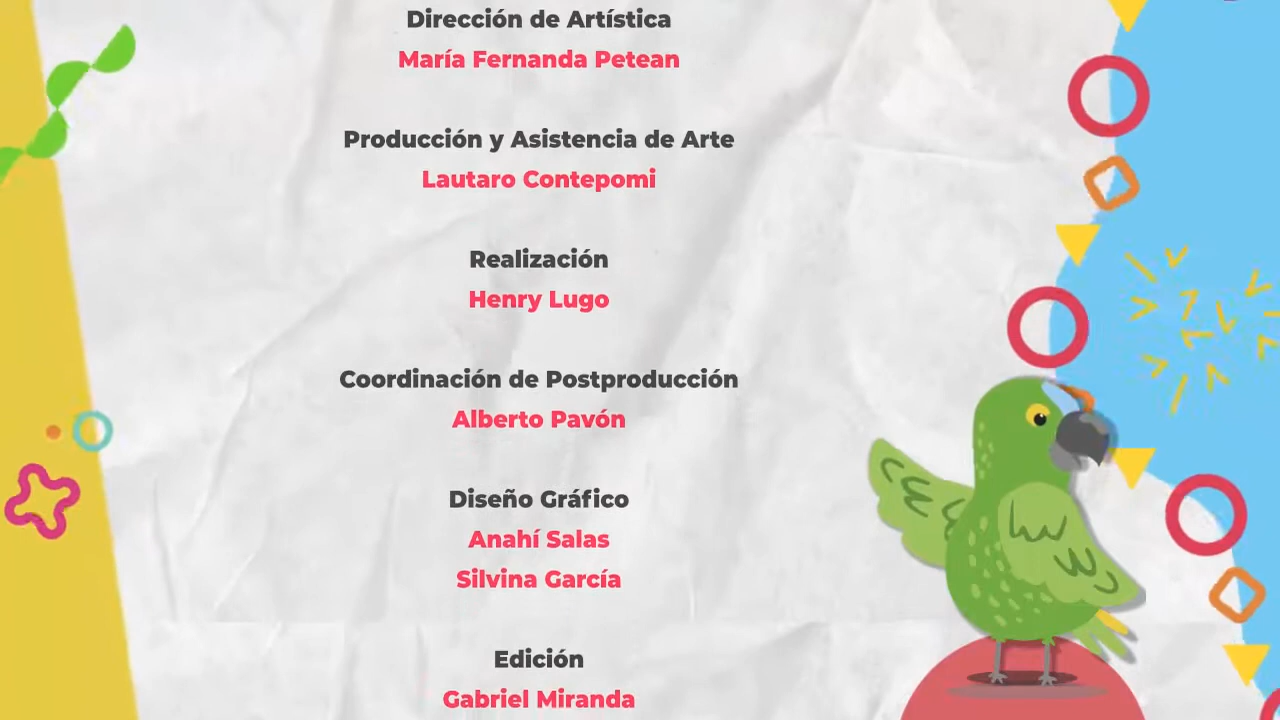 Dirección de Artística
María Fernanda Petean
Producción y Asistencia de Arte
Lautaro Contepomi
Realización
Henry Lugo
Coordinación de Postproducción
Alberto Pavón
Diseño Gráfico
Anahí Salas
Silvina García
Edición
Gabriel Miranda